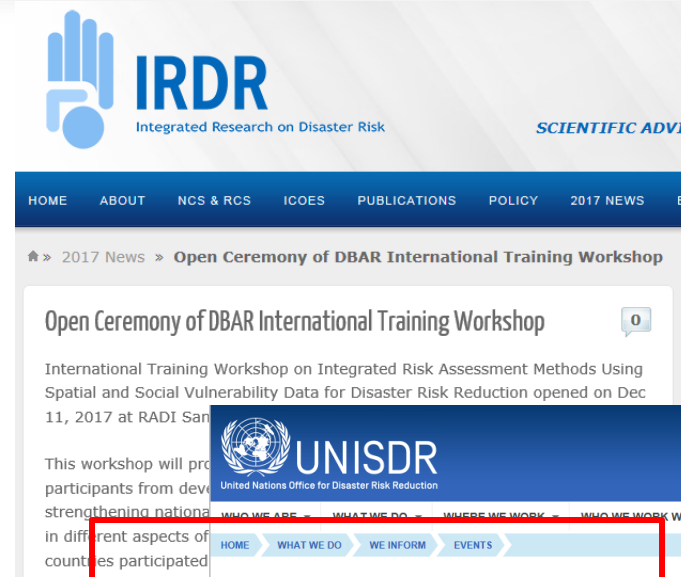 IRDR
Integrated Research on Disaster Risk
SCIENTIFIC ADVI
HOME ABOUT NCS & RCS ICOES PUBLICATIONS POLICY 2017 NEWS
» 2017 News » Open Ceremony of DBAR International Training Workshop
Open Ceremony of DBAR International Training Workshop 0
International Training Workshop on Integrated Risk Assessment Methods Using
Spatial and Social Vulnerability Data for Disaster Risk Reduction opened on Dec
11, 2017 at RADI San
This workshop will pro
participants from deve
strengthening nationa
in different aspects of
countries participated
UNISDR
United Nations Office for Disaster Risk Reduction
WHO WE ARE WHAT WE DO WHERE WE WORK WHO WE WORK W
HOME WHAT WE DO WE INFORM EVENTS